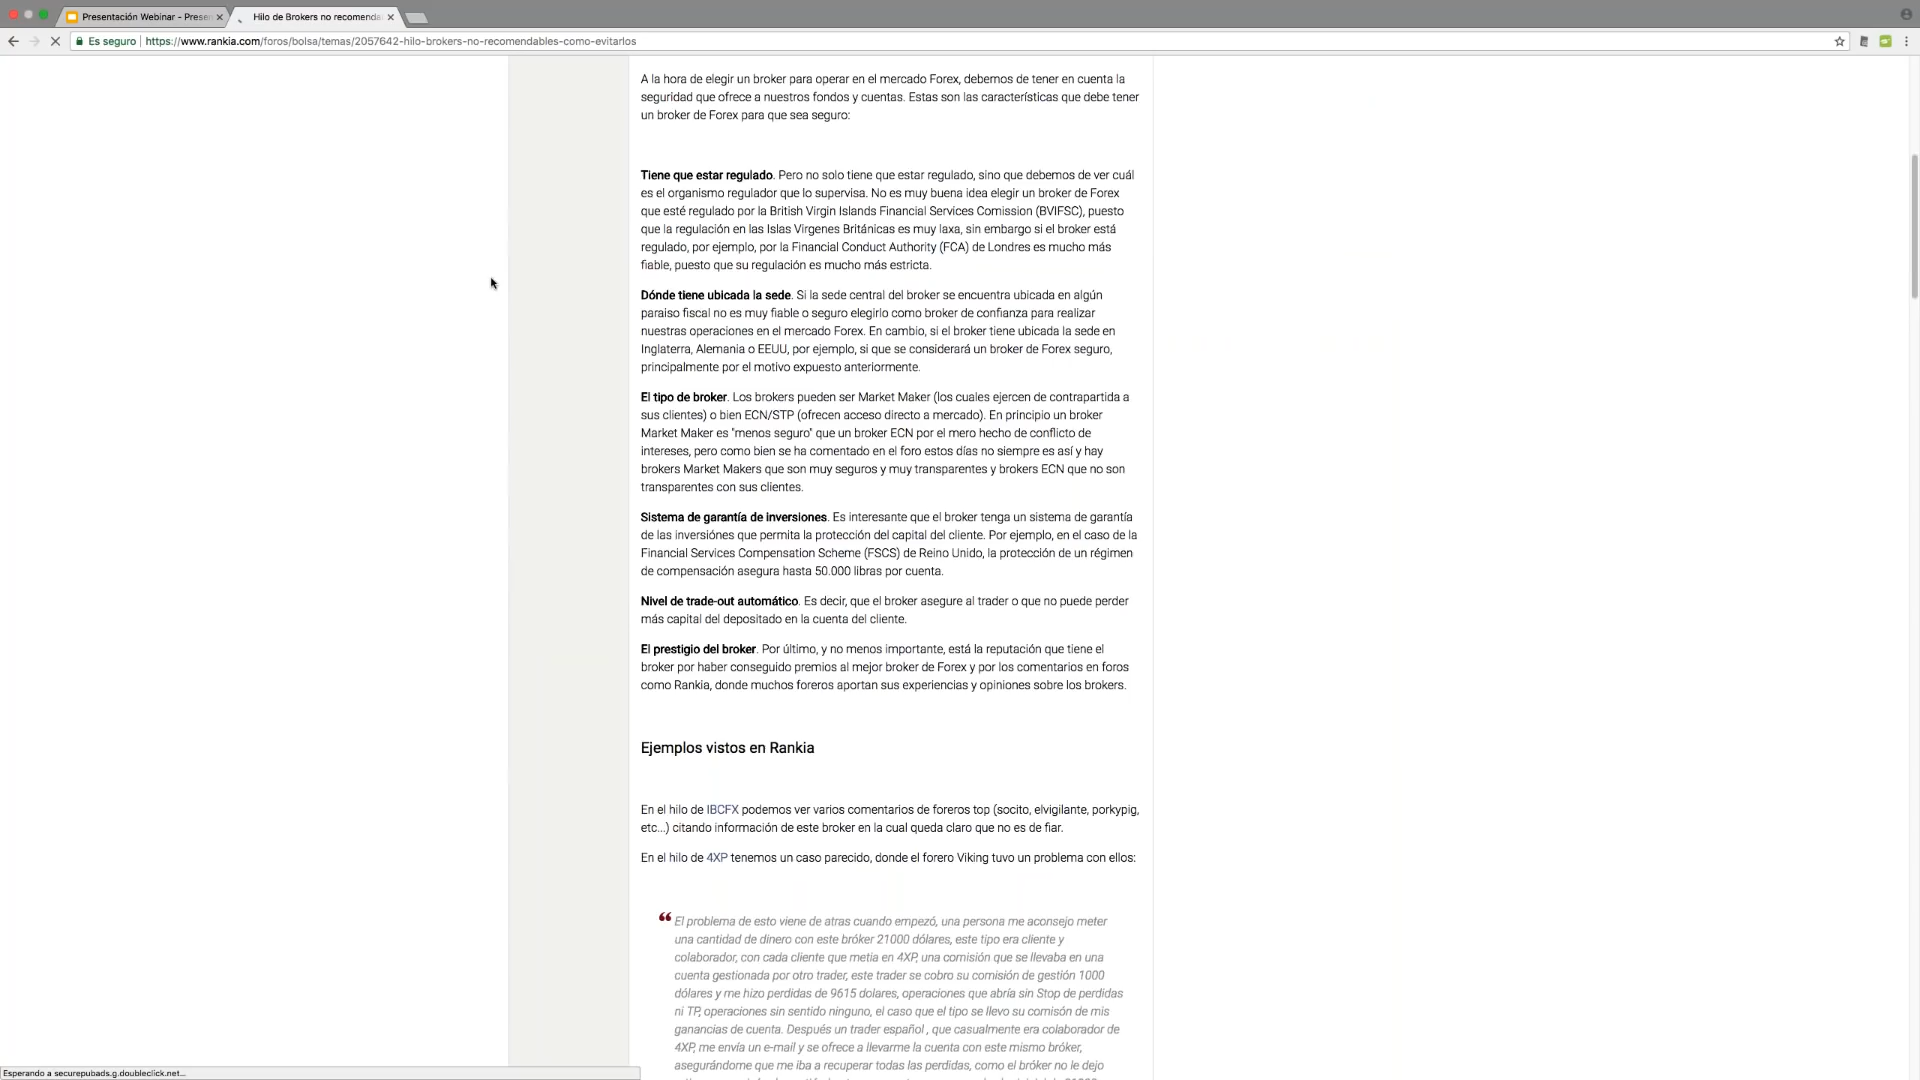 Presentación Webinar - Presen
Hilo de Brokers no recomenda
Es seguro
https://www.rankia.com/foros/bolsa/temas/2057642-hilo-brokers-no-recomendables-como-evitarlos
A la hora de elegir un broker para operar en el mercado Forex, debemos de tener en cuenta la
seguridad que ofrece a nuestros fondos y cuentas. Estas son las características que debe tener
un broker de Forex para que sea seguro:
Tiene que estar regulado. Pero no solo tiene que estar regulado, sino que debemos de ver cuál
es el organismo regulador que lo supervisa. No es muy buena idea elegir un broker de Forex
que esté regulado por la British Virgin Islands Financial Services Comission (BVIFSC), puesto
que la regulación en las Islas Virgenes Británicas es muy laxa, sin embargo si el broker está
regulado, por ejemplo, por la Financial Conduct Authority (FCA) de Londres es mucho más
fiable, puesto que su regulación es mucho más estricta.
Dónde tiene ubicada la sede. Si la sede central del broker se encuentra ubicada en algún
paraiso fiscal no es muy fiable o seguro elegirlo como broker de confianza para realizar
nuestras operaciones en el mercado Forex. En cambio, si el broker tiene ubicada la sede en
Inglaterra, Alemania o EEUU, por ejemplo, si que se considerará un broker de Forex seguro,
principalmente por el motivo expuesto anteriormente.
El tipo de broker. Los brokers pueden ser Market Maker (los cuales ejercen de contrapartida a
sus clientes) o bien ECN/STP (ofrecen acceso directo a mercado). En principio un broker
Market Maker es "menos seguro" que un broker ECN por el mero hecho de conflicto de
intereses, pero como bien se ha comentado en el foro estos días no siempre es así y hay
brokers Market Makers que son muy seguros y muy transparentes y brokers ECN que no son
transparentes con sus clientes.
Sistema de garantía de inversiones. Es interesante que el broker tenga un sistema de garantía
de las inversiónes que permita la protección del capital del cliente. Por ejemplo, en el caso de la
Financial Services Compensation Scheme (FSCS) de Reino Unido, la protección de un régimen
de compensación asegura hasta 50.000 libras por cuenta.
Nivel de trade-out automático. Es decir, que el broker asegure al trader o que no puede perder
más capital del depositado en la cuenta del cliente.
El prestigio del broker. Por último, y no menos importante, está la reputación que tiene el
broker por haber conseguido premios al mejor broker de Forex y por los comentarios en foros
como Rankia, donde muchos foreros aportan sus experiencias y opiniones sobre los brokers.
Ejemplos vistos en Rankia
En el hilo de IBCFX podemos ver varios comentarios de foreros top (socito, elvigilante, porkypig,
etc...) citando información de este broker en la cual queda claro que no es de fiar.
En el hilo de 4XP tenemos un caso parecido, donde el forero Viking tuvo un problema con ellos:
“ El problema de esto viene de atras cuando empezó, una persona me aconsejo meter
una cantidad de dinero con este bróker 21000 dólares, este tipo era cliente y
colaborador, con cada cliente que metia en 4XP, una comisión que se llevaba en una
cuenta gestionada por otro trader, este trader se cobro su comisión de gestión 1000
dólares y me hizo perdidas de 9615 dolares, operaciones que abría sin Stop de perdidas
ni TP, operaciones sin sentido ninguno, el caso que el tipo se llevo su comisón de mis
ganancias de cuenta. Después un trader español , que casualmente era colaborador de
4XP, me envía un e-mail y se ofrece a llevarme la cuenta con este mismo bróker,
asegurándome que me iba a recuperar todas las perdidas, como el bróker no le dejo
Esperando a securepubads.g.doubleclick.net...